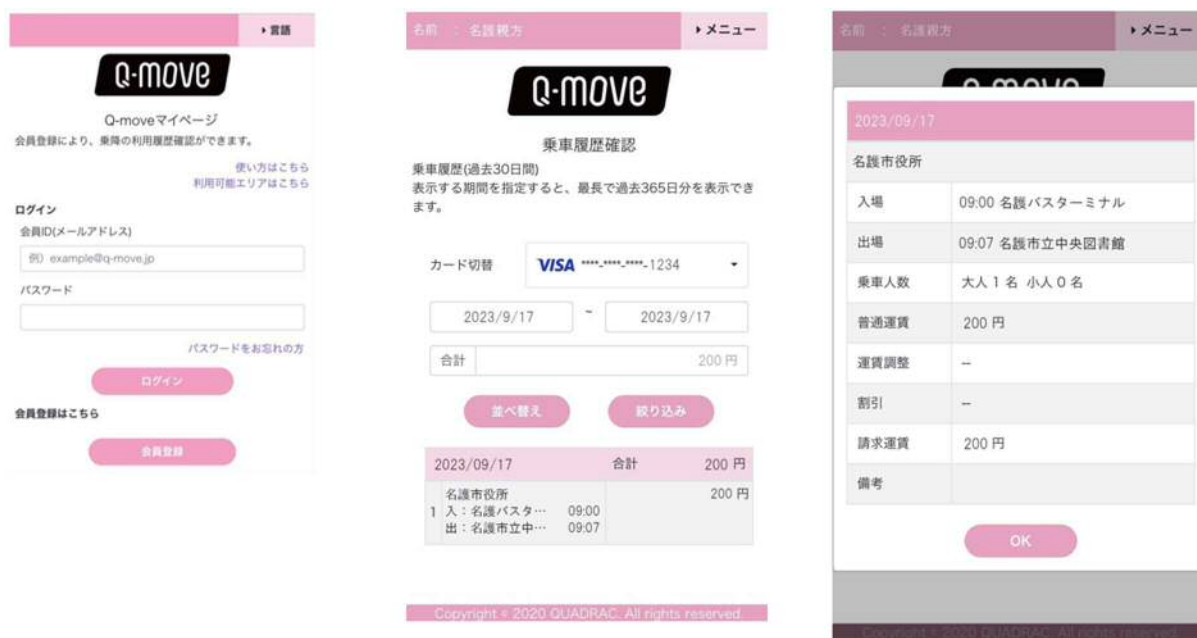 ▸言語
Q-move
Q-moveマイページ
会員登録により、乗降の利用履歴確認ができます。
使い方はこちら
利用可能エリアはこちら
ログイン
会員ID(メールアドレス)
例）example@q-move.jp
パスワード
パスワードをお忘れの方
ログイン
会員登録はこちら
会員登録
名前 : 名護親方
▸メニュー
Q-move
乗車履歴確認
乗車履歴(過去30日間)
表示する期間を指定すると、最長で過去365日分を表示でき
ます。
カード切替 VISA ****-****-****-1234
2023/9/17 ~ 2023/9/17
合計 200 円
並べ替え 絞り込み
2023/09/17 合計 200 円
名護市役所 200 円
1 入：名護バスタ… 09:00
出：名護市立中… 09:07
Copyright © 2020 QUADRAC. All rights reserved.
名前 : 名護親方
▸メニュー
Q-move
2023/09/17
名護市役所
入場 09:00 名護バスターミナル
出場 09:07 名護市立中央図書館
乗車人数 大人 1 名 小人 0 名
普通運賃 200 円
運賃調整 --
割引 --
請求運賃 200 円
備考
OK
Copyright © 2020 QUADRAC. All rights reserved.